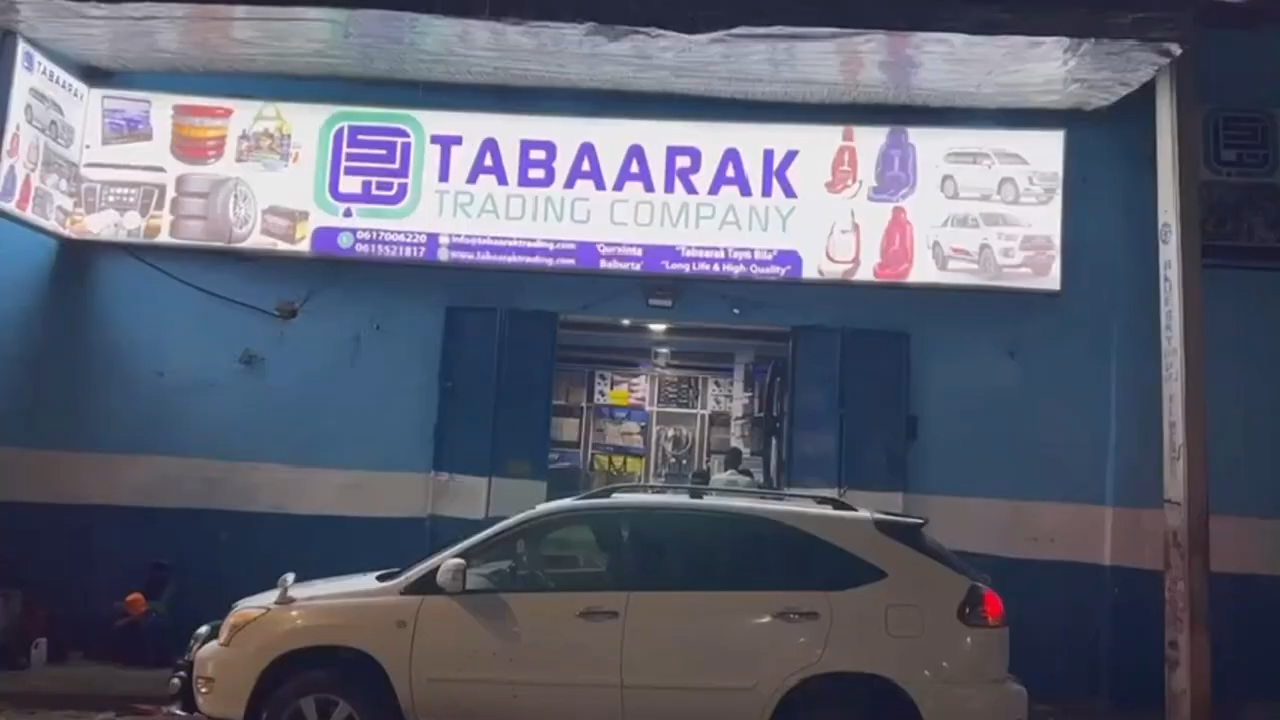 TABAARAK
TABAARAK
TRADING COMPANY
0617006220
0615521817
info@tabaaraktrading.com
www.tabaaraktrading.com
'Qurxinta
Baburta'
"Tabaarak Tayo Bila"
"Long Life & High Quality"